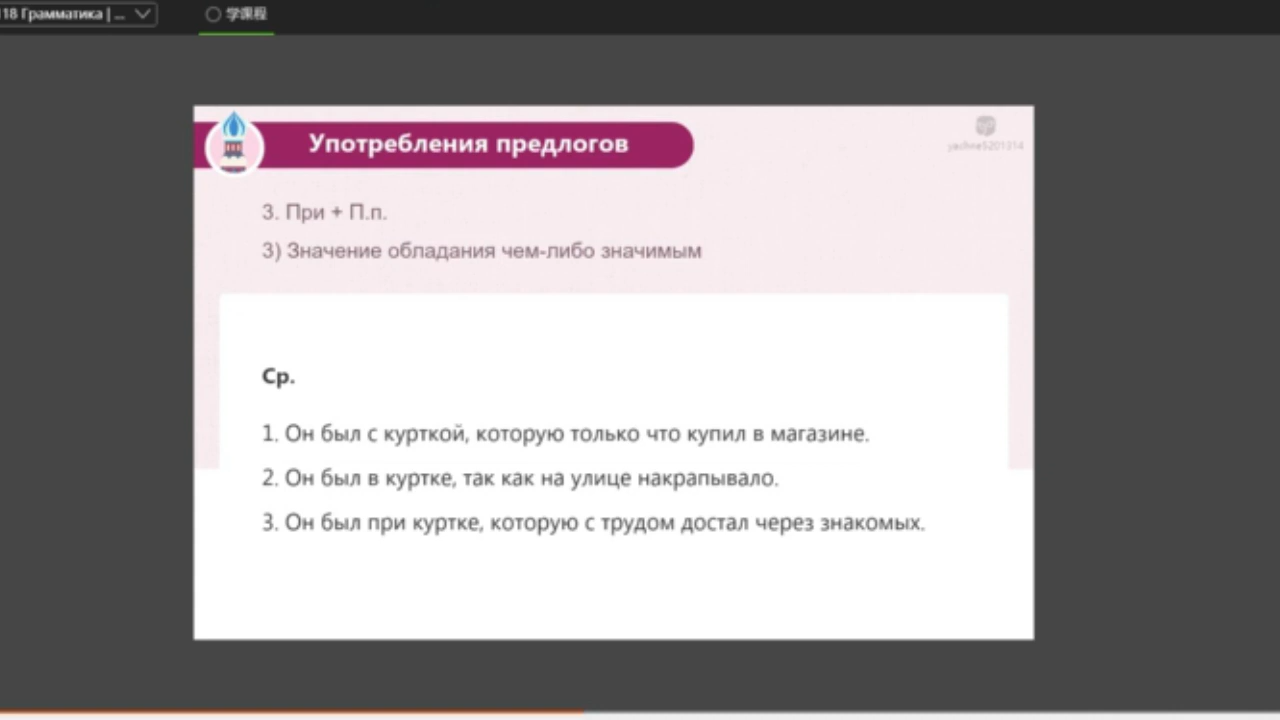 18 Грамматика | ...
学课程
Употребления предлогов
3. При + П.п.
3) Значение обладания чем-либо значимым
Ср.
1. Он был с курткой, которую только что купил в магазине.
2. Он был в куртке, так как на улице накрапывало.
3. Он был при куртке, которую с трудом достал через знакомых.